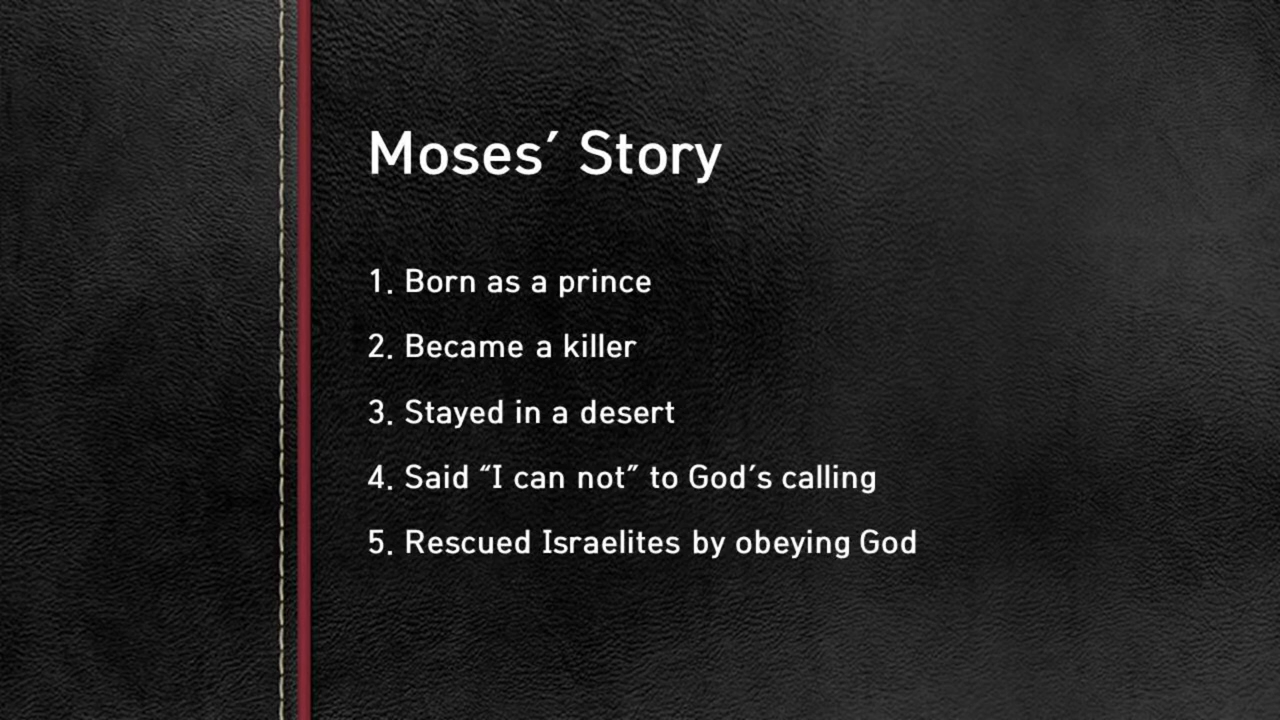 Moses’ Story
1. Born as a prince
2. Became a killer
3. Stayed in a desert
4. Said “I can not” to God’s calling
5. Rescued Israelites by obeying God